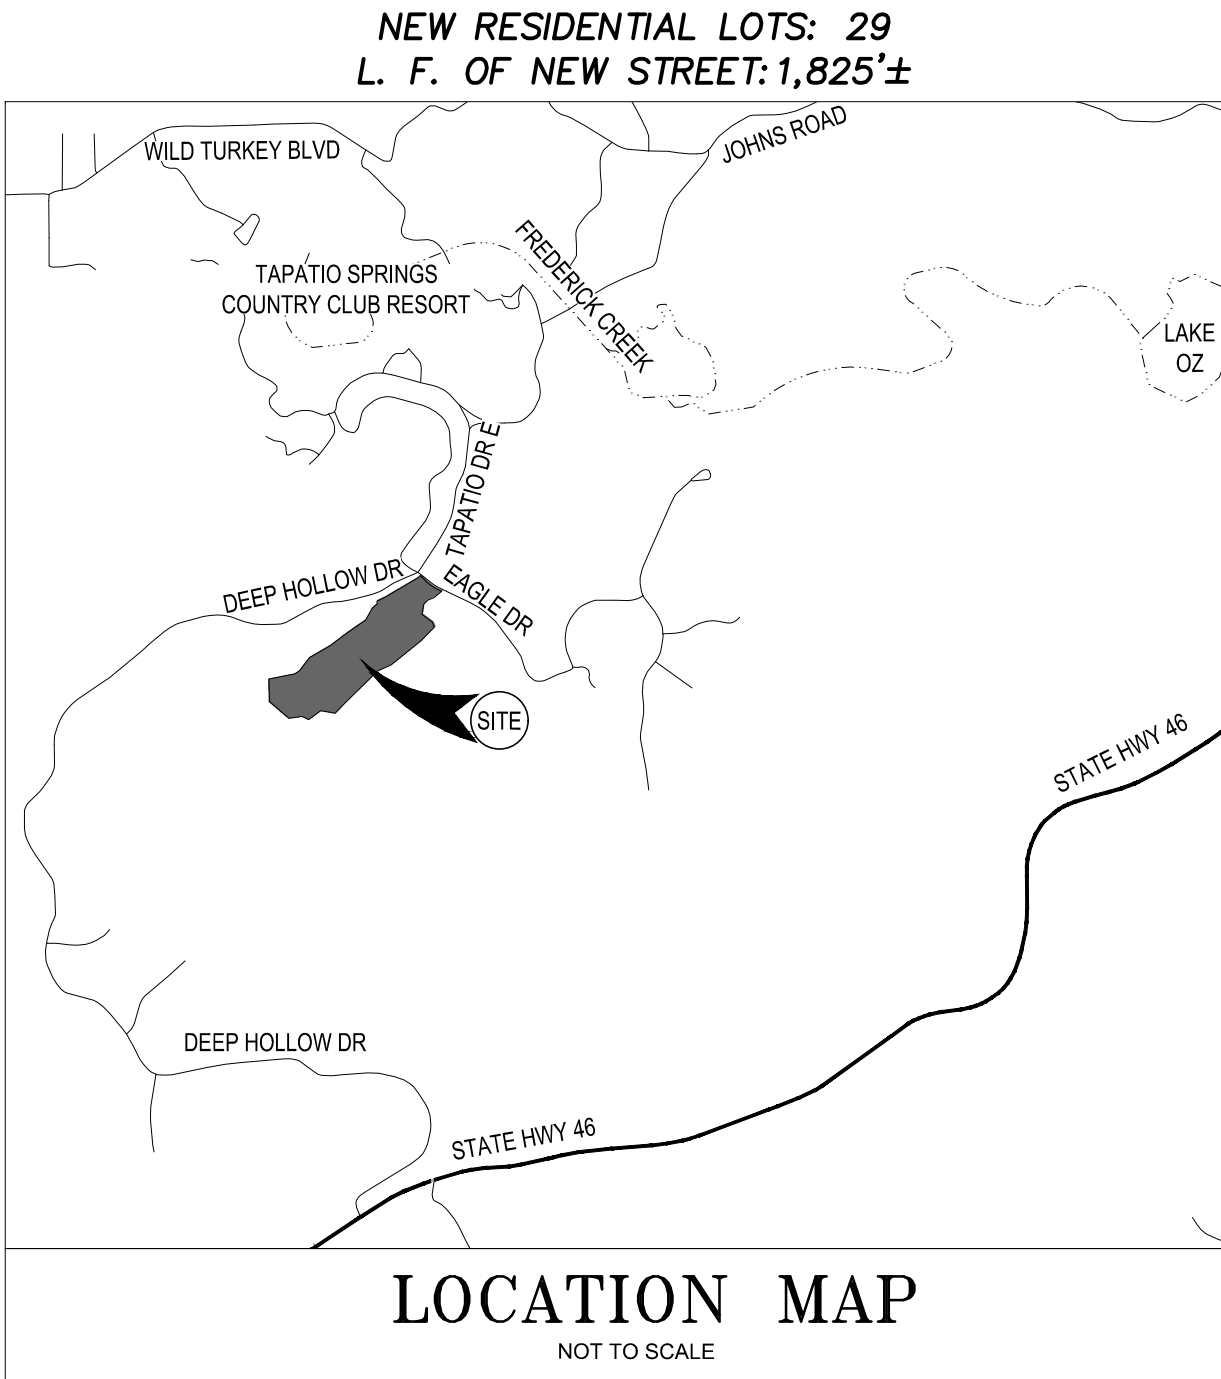 NEW RESIDENTIAL LOTS: 29
L. F. OF NEW STREET: 1,825'±
WILD TURKEY BLVD
JOHNS ROAD
FREDERICK CREEK
TAPATIO SPRINGS
COUNTRY CLUB RESORT
LAKE
OZ
TAPATIO DR E
DEEP HOLLOW DR
EAGLE DR
SITE
STATE HWY 46
DEEP HOLLOW DR
STATE HWY 46
LOCATION MAP
NOT TO SCALE